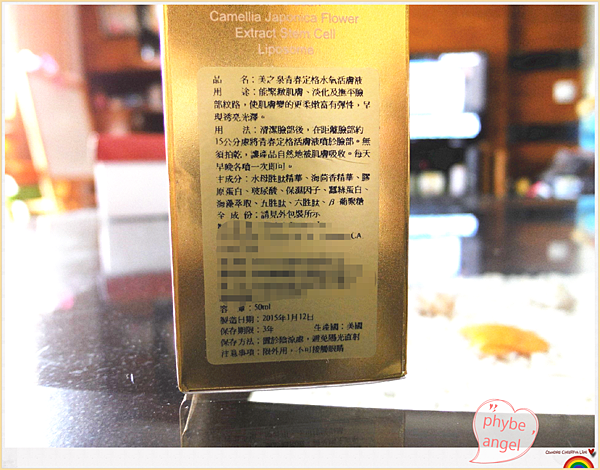 Camellia Japonica Flower
Extract Stem Cell
Liposome
品 名：美之泉青春定格水氧活膚液
用 途：能緊緻肌膚、淡化及撫平臉
部紋路，使肌膚變的更柔嫩富有彈性，呈
現透亮光澤。
用 法：清潔臉部後，在距離臉部約
15公分處將青春定格活膚液噴於臉部。無
須拍乾，讓產品自然地被肌膚吸收。每天
早晚各噴一次即可。
主成分：水母胜肽精華、海茴香精華、膠
原蛋白、玻尿酸、保濕因子、蠶絲蛋白、
海藻萃取、五胜肽、六胜肽、β-葡聚糖
全 成 份：請見外包裝所示
CA
容 量：50ml
製造日期：2015年1月12日
保存期限：3年 生產國：美國
保存方法：置於陰涼處，避免陽光直射
注意事項：限外用，不可接觸眼睛
phybe
angel